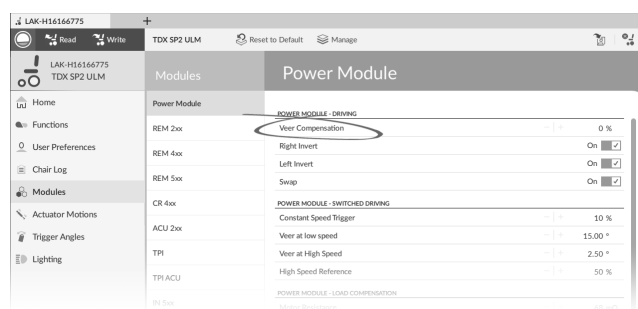 LAK-H16166775
Read
Write
TDX SP2 ULM
Reset to Default
Manage
LAK-H16166775
TDX SP2 ULM
Home
Functions
User Preferences
Chair Log
Modules
Actuator Motions
Trigger Angles
Lighting
Modules
Power Module
REM 2xx
REM 4xx
REM 5xx
CR 4xx
ACU 2xx
TPI
TPI ACU
IN 5xx
Power Module
POWER MODULE - DRIVING
Veer Compensation - + 0 %
Right Invert On
Left Invert On
Swap On
POWER MODULE - SWITCHED DRIVING
Constant Speed Trigger - + 10 %
Veer at low speed - + 15.00 °
Veer at High Speed - + 2.50 °
High Speed Reference - + 50 %
POWER MODULE - LOAD COMPENSATION
Motor Resistance